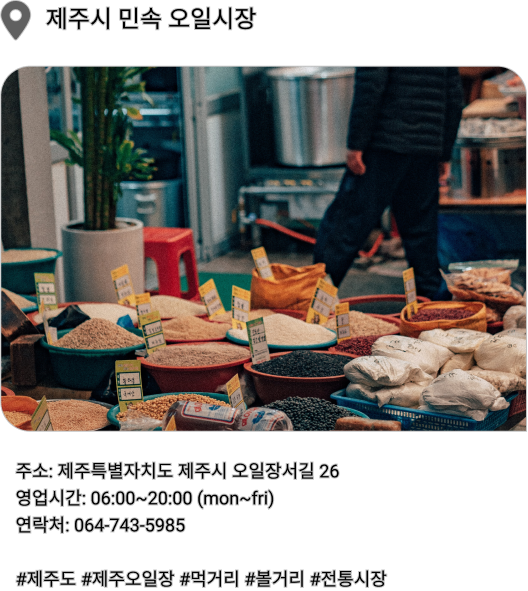 제주시 민속 오일시장
주소: 제주특별자치도 제주시 오일장서길 26
영업시간: 06:00~20:00 (mon~fri)
연락처: 064-743-5985
#제주도 #제주오일장 #먹거리 #볼거리 #전통시장